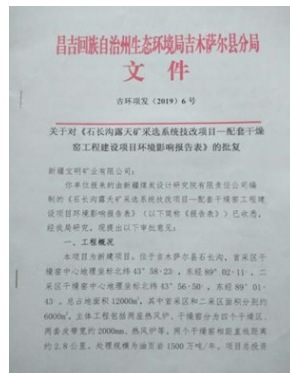 昌吉回族自治州生态环境局吉木萨尔县分局
文件
吉环项发（2019）6号
关于对《石长沟露天矿采选系统技改项目—配套干燥
窑工程建设项目环境影响报告表》的批复
新疆宝明矿业有限公司：
你单位报来的由新疆煤炭设计研究院有限责任公司编
制的《石长沟露天矿采选系统技改项目—配套干燥窑工程建
设项目环境影响报告表》（以下简称《报告表》）已收悉，
经我局研究，现提出以下审批意见：
一、工程概况
本项目为新建项目，位于吉木萨尔县石长沟，首采区干
燥窑中心地理坐标北纬43°58′23，东经89°02′11，二
采区干燥窑中心地理坐标北纬43°56′50，东经89°01′
43。总占地面积12000㎡，其中首采区和二采区面积分别约
6000㎡，主体工程包括两座热风炉、干燥窑分为四个干燥区、
两套皮带宽约2000mm、热风炉等，两个干燥窑相距直线距离
约2.8公里。处理规模为油页岩1500万吨/年。项目总投资